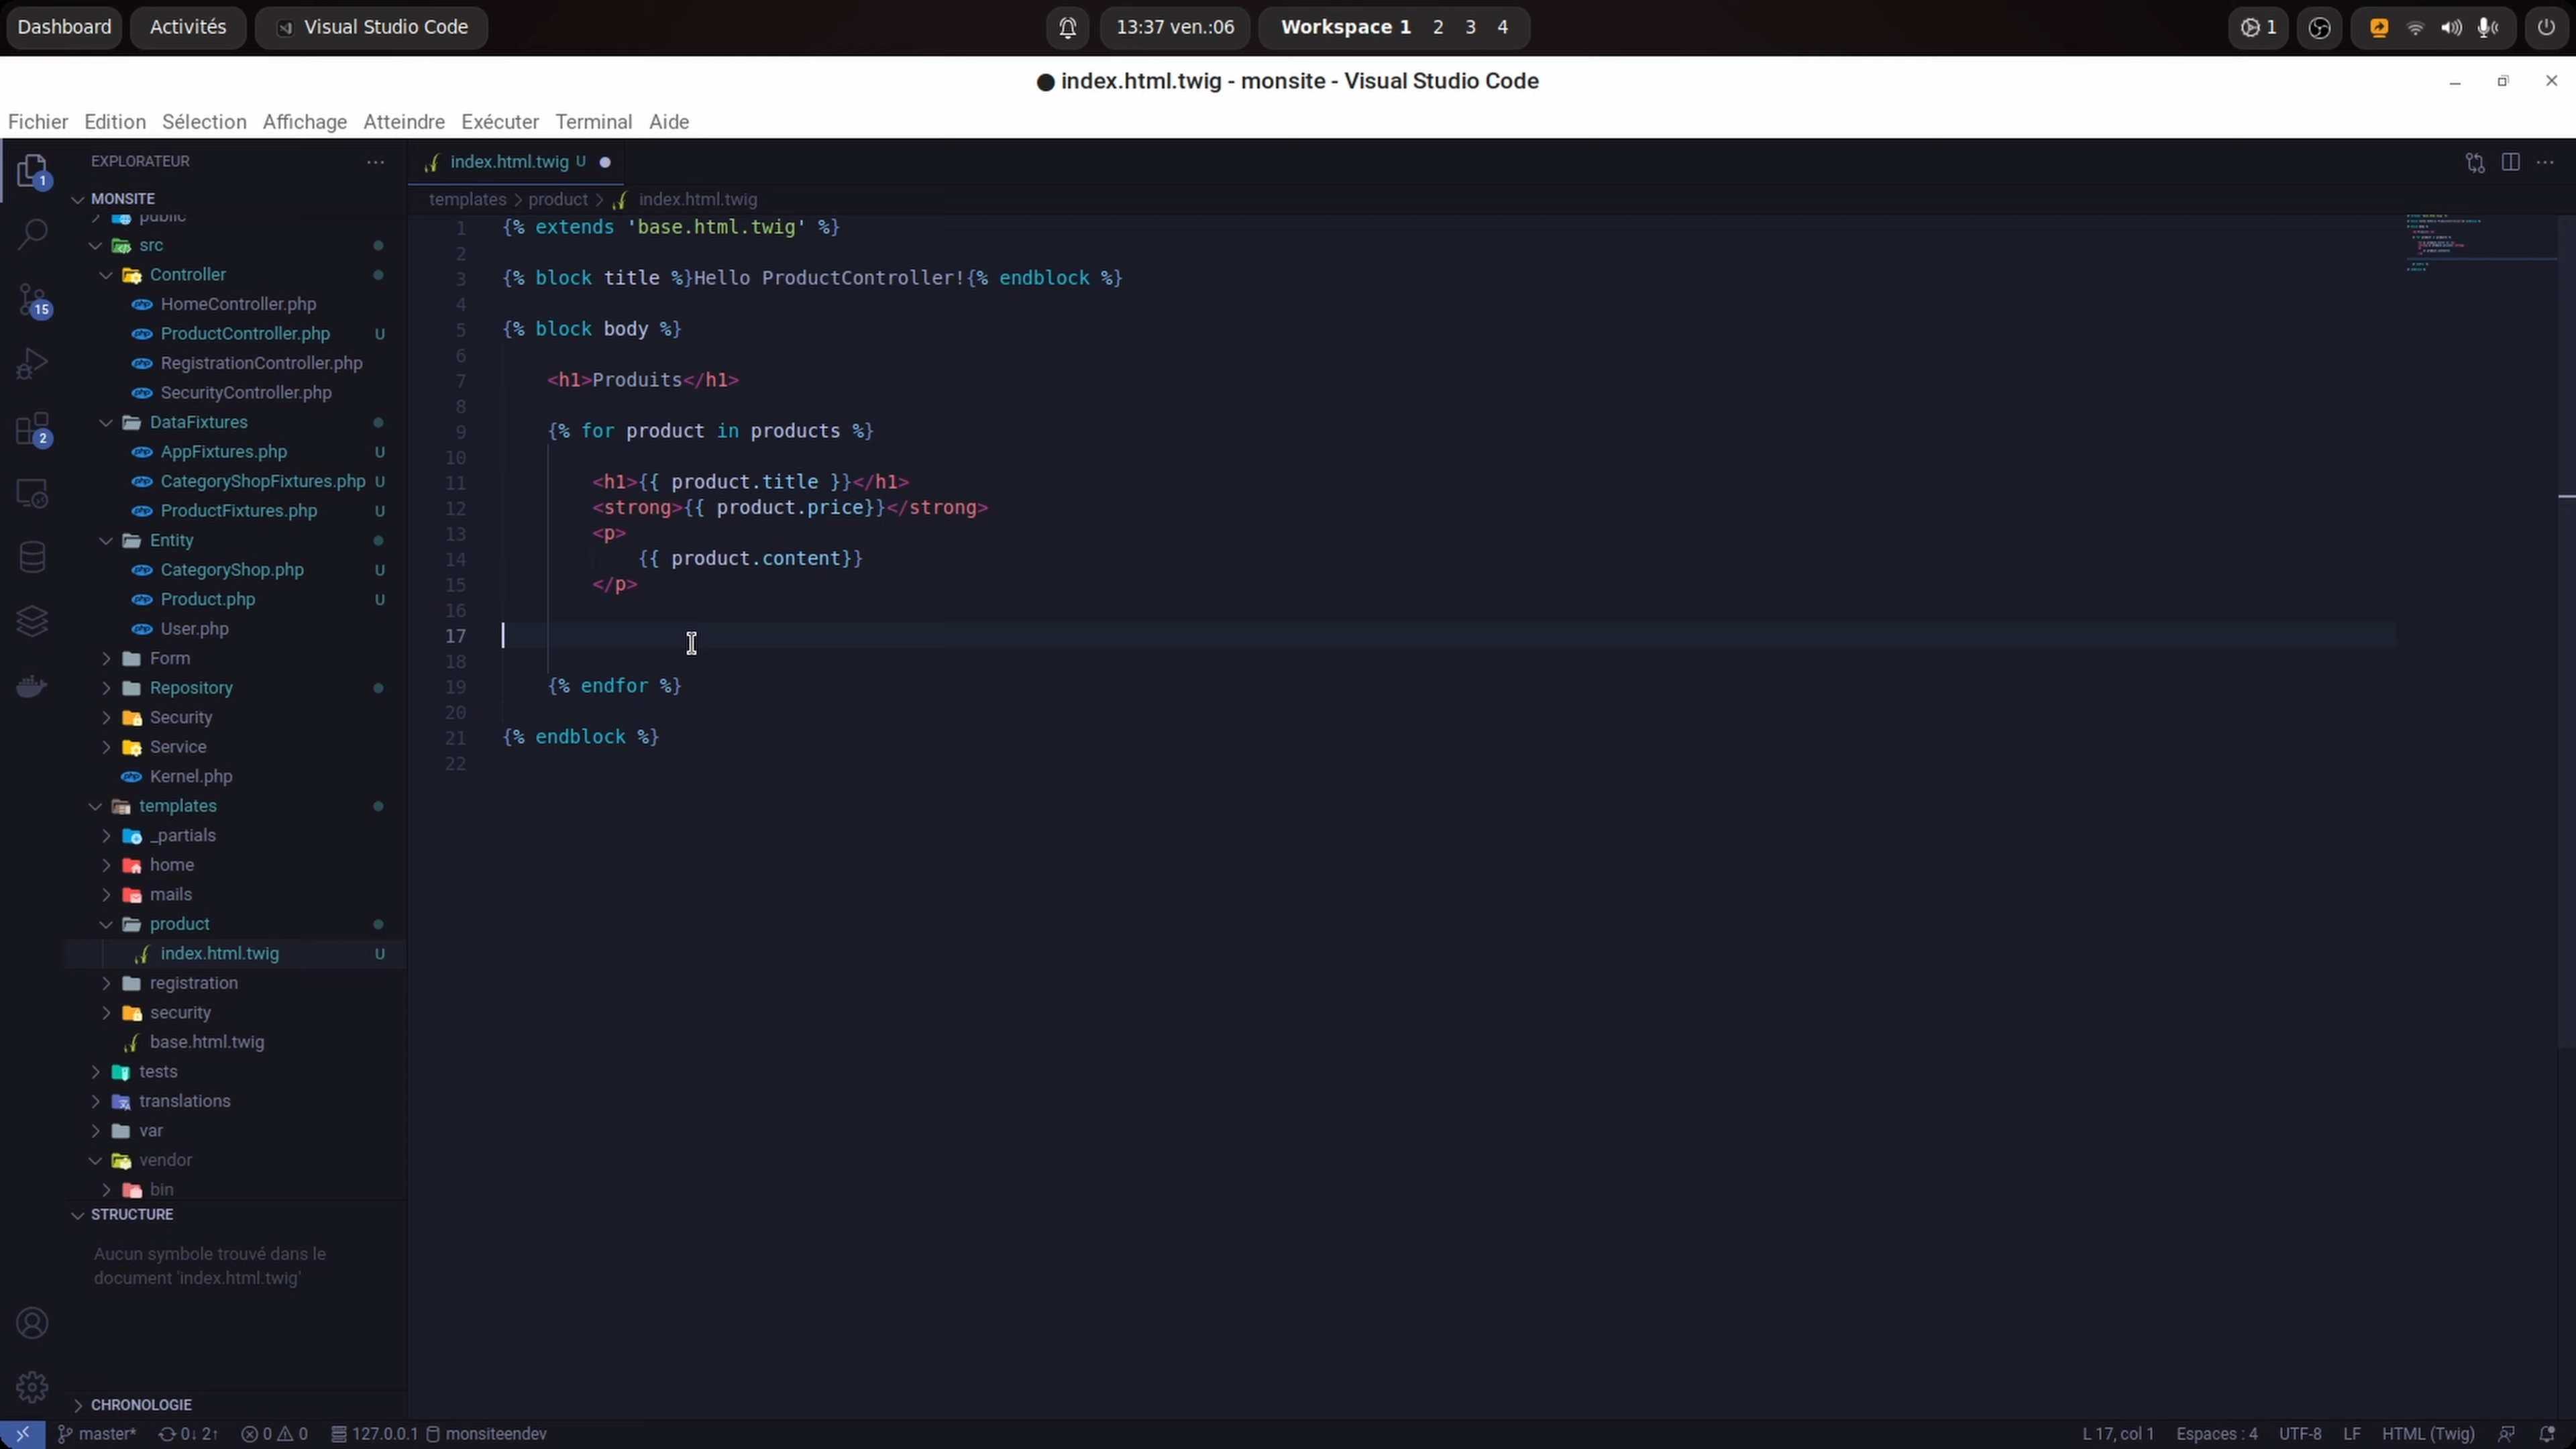 Dashboard Activités Visual Studio Code 13:37 ven.:06 Workspace 1 2 3 4 1
● index.html.twig - monsite - Visual Studio Code
Fichier Edition Sélection Affichage Atteindre Exécuter Terminal Aide
EXPLORATEUR
MONSITE
public
src
Controller
HomeController.php
ProductController.php U
RegistrationController.php
SecurityController.php
DataFixtures
AppFixtures.php U
CategoryShopFixtures.php U
ProductFixtures.php U
Entity
CategoryShop.php U
Product.php U
User.php
Form
Repository
Security
Service
Kernel.php
templates
_partials
home
mails
product
index.html.twig U
registration
security
base.html.twig
tests
translations
var
vendor
bin
STRUCTURE
Aucun symbole trouvé dans le
document 'index.html.twig'
CHRONOLOGIE
1
15
2
index.html.twig U ●
templates > product > index.html.twig
1 {% extends 'base.html.twig' %}
2
3 {% block title %}Hello ProductController!{% endblock %}
4
5 {% block body %}
6
7 <h1>Produits</h1>
8
9 {% for product in products %}
10
11 <h1>{{ product.title }}</h1>
12 <strong>{{ product.price}}</strong>
13 <p>
14 {{ product.content}}
15 </p>
16
17
18
19 {% endfor %}
20
21 {% endblock %}
22
master* 0↓ 2↑ 0 0 127.0.0.1 monsiteendev L 17, col 1 Espaces : 4 UTF-8 LF HTML (Twig)